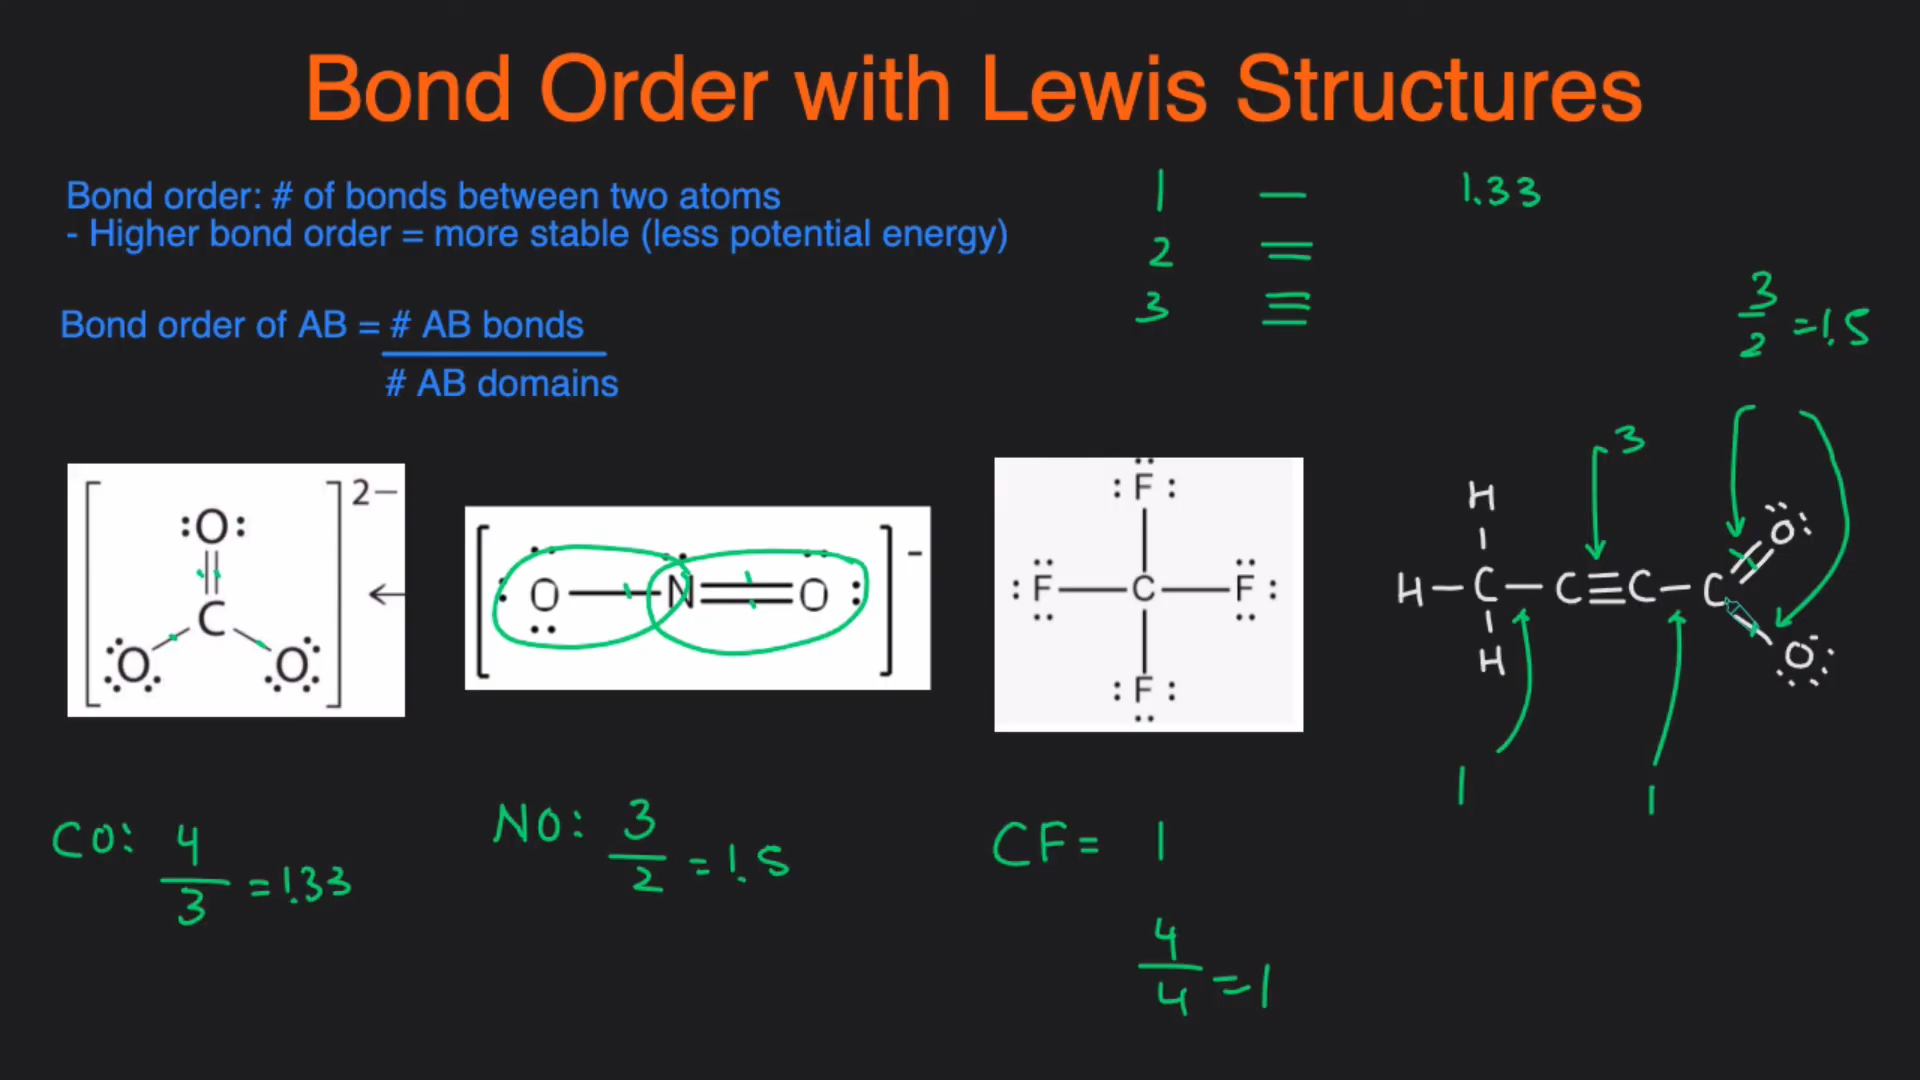 Bond Order with Lewis Structures
Bond order: # of bonds between two atoms
- Higher bond order = more stable (less potential energy)
Bond order of AB = # AB bonds
# AB domains
1 —
2 =
3 ≡
1.33
3
2 = 1.5
3
[ :O: 2−
C
O O ] ←
[ :O — N = O: ] -
:F:
:F — C — F:
:F:
H
H – C – C ≡ C – C
O:
H
O:
1
1
CO: 4
3 = 1.33
NO: 3
2 = 1.5
CF = 1
4
4 = 1